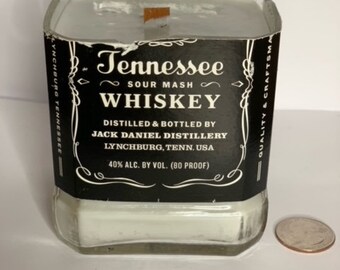 Tennessee
SOUR MASH
WHISKEY
DISTILLED & BOTTLED BY
JACK DANIEL DISTILLERY
LYNCHBURG, TENN. USA
40% ALC. BY VOL. (80 PROOF)
LYNCHBURG TENNESSEE
QUALITY & CRAFTSMA